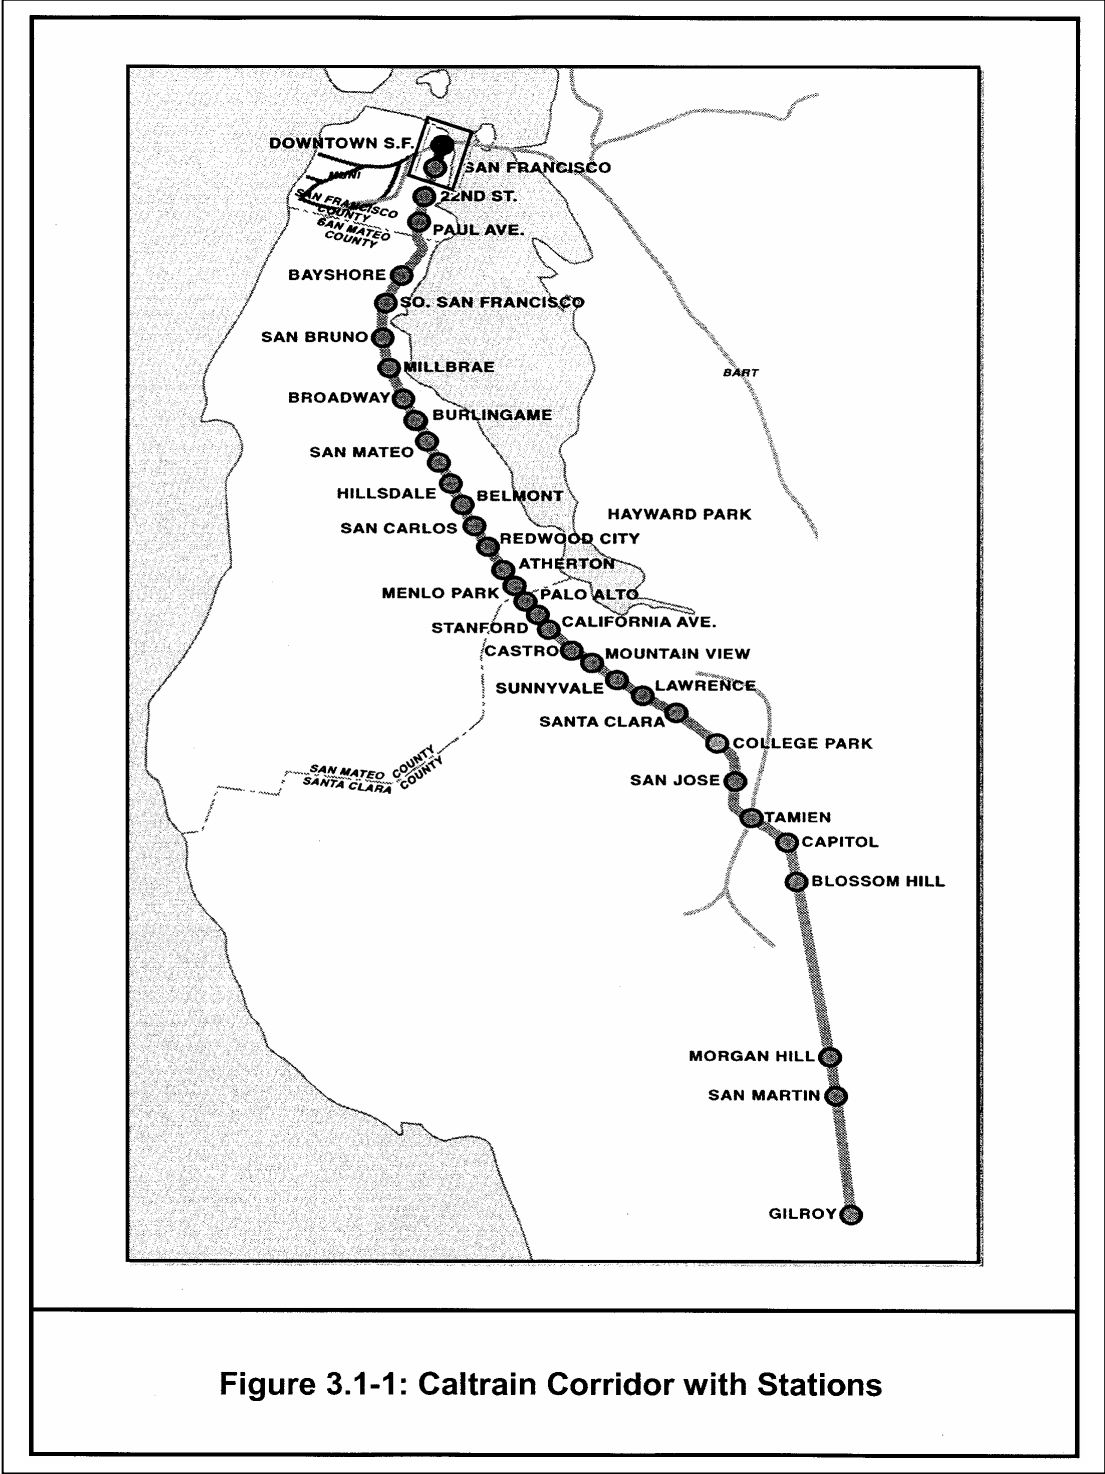 DOWNTOWN S.F.
SAN FRANCISCO
MUNI
22ND ST.
SAN FRANCISCO
COUNTY
SAN MATEO
COUNTY
PAUL AVE.
BAYSHORE
SO. SAN FRANCISCO
SAN BRUNO
MILLBRAE
BART
BROADWAY
BURLINGAME
SAN MATEO
HILLSDALE
BELMONT
HAYWARD PARK
SAN CARLOS
REDWOOD CITY
ATHERTON
MENLO PARK
PALO ALTO
CALIFORNIA AVE.
STANFORD
CASTRO
MOUNTAIN VIEW
SUNNYVALE
LAWRENCE
SANTA CLARA
COLLEGE PARK
SAN MATEO COUNTY
SANTA CLARA COUNTY
SAN JOSE
TAMIEN
CAPITOL
BLOSSOM HILL
MORGAN HILL
SAN MARTIN
GILROY
Figure 3.1-1: Caltrain Corridor with Stations